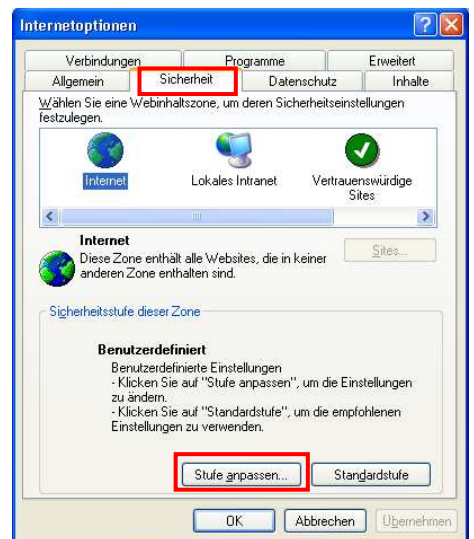 Internetoptionen
Verbindungen Programme Erweitert
Allgemein Sicherheit Datenschutz Inhalte
Wählen Sie eine Webinhaltszone, um deren Sicherheitseinstellungen
festzulegen.
Internet Lokales Intranet Vertrauenswürdige
Sites
Internet
Diese Zone enthält alle Websites, die in keiner
anderen Zone enthalten sind.
Sites...
Sicherheitsstufe dieser Zone
Benutzerdefiniert
Benutzerdefinierte Einstellungen
- Klicken Sie auf "Stufe anpassen", um die Einstellungen
zu ändern.
- Klicken Sie auf "Standardstufe", um die empfohlenen
Einstellungen zu verwenden.
Stufe anpassen... Standardstufe
OK Abbrechen Übernehmen